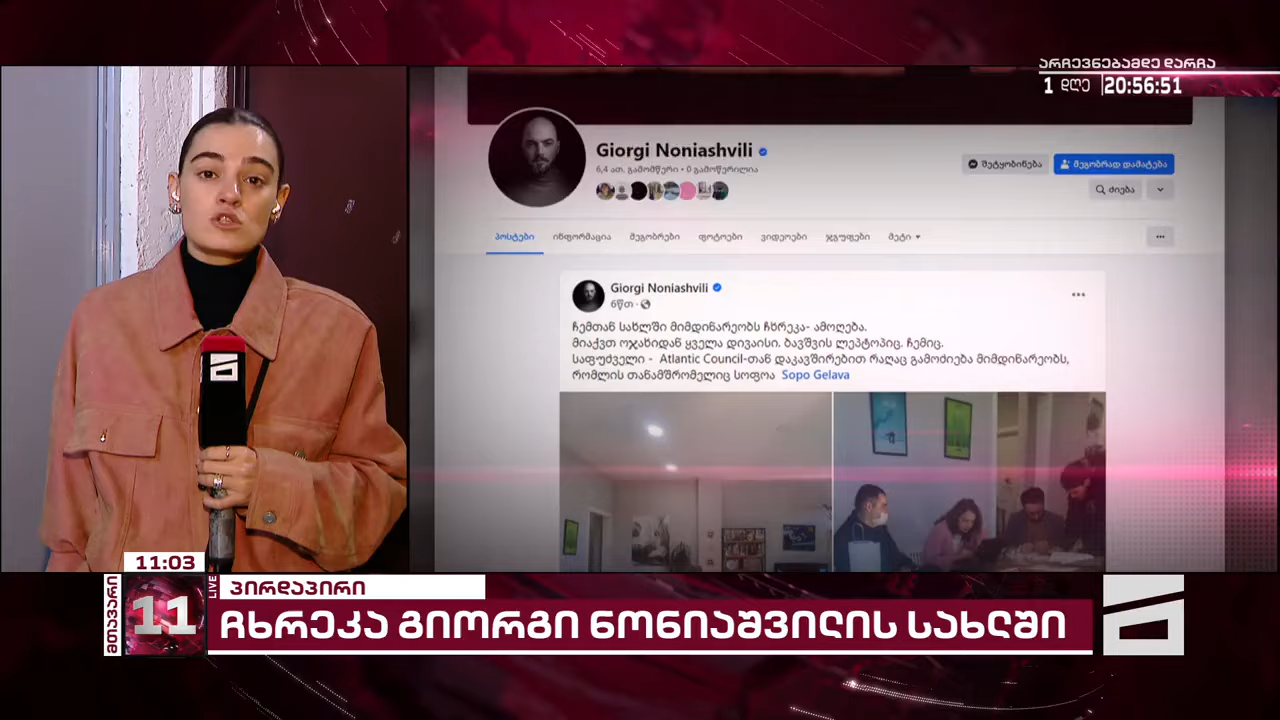 არჩევნებამდე დარჩა
1 დღე 20:56:51
Giorgi Noniashvili
6,4 ათ. გამომწერი • 0 გამოწერილია
შეტყობინება
მეგობრად დამატება
ძიება
პოსტები ინფორმაცია მეგობრები ფოტოები ვიდეოები ჯგუფები მეტი
Giorgi Noniashvili
6წთ
ჩემთან სახლში მიმდინარეობს ჩხრეკა- ამოღება.
მიაქვთ ოჯახიდან ყველა დივაისი. ბავშვის ლეპტოპიც. ჩემიც.
საფუძველი - Atlantic Council-თან დაკავშირებით რაღაც გამოძიება მიმდინარეობს,
რომლის თანამშრომელიც სოფოა Sopo Gelava
11:03
მთავარი
11
LIVE
პირდაპირი
ჩხრეკა გიორგი ნონიაშვილის სახლში